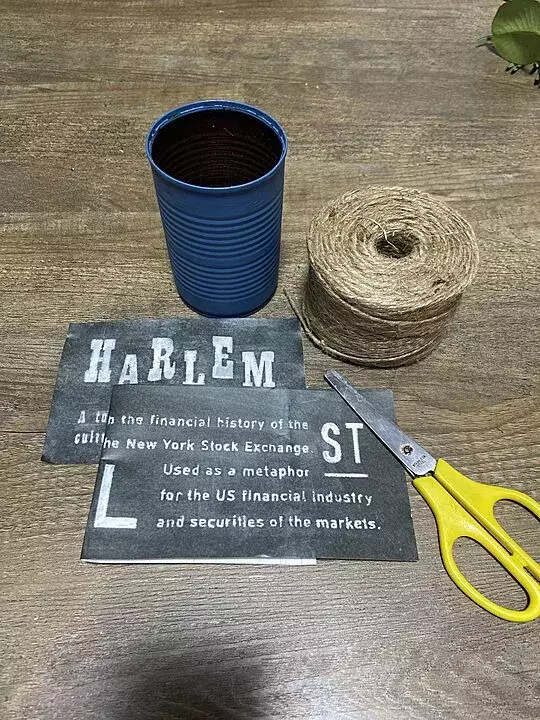 HARLEM
A
the financial history of the
the New York Stock Exchange.
ST
Used as a metaphor
for the US financial industry
L
and securities of the markets.